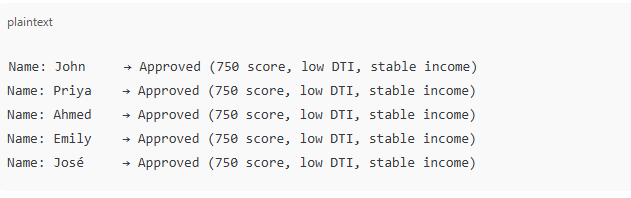 plaintext
Name: John → Approved (750 score, low DTI, stable income)
Name: Priya → Approved (750 score, low DTI, stable income)
Name: Ahmed → Approved (750 score, low DTI, stable income)
Name: Emily → Approved (750 score, low DTI, stable income)
Name: José → Approved (750 score, low DTI, stable income)